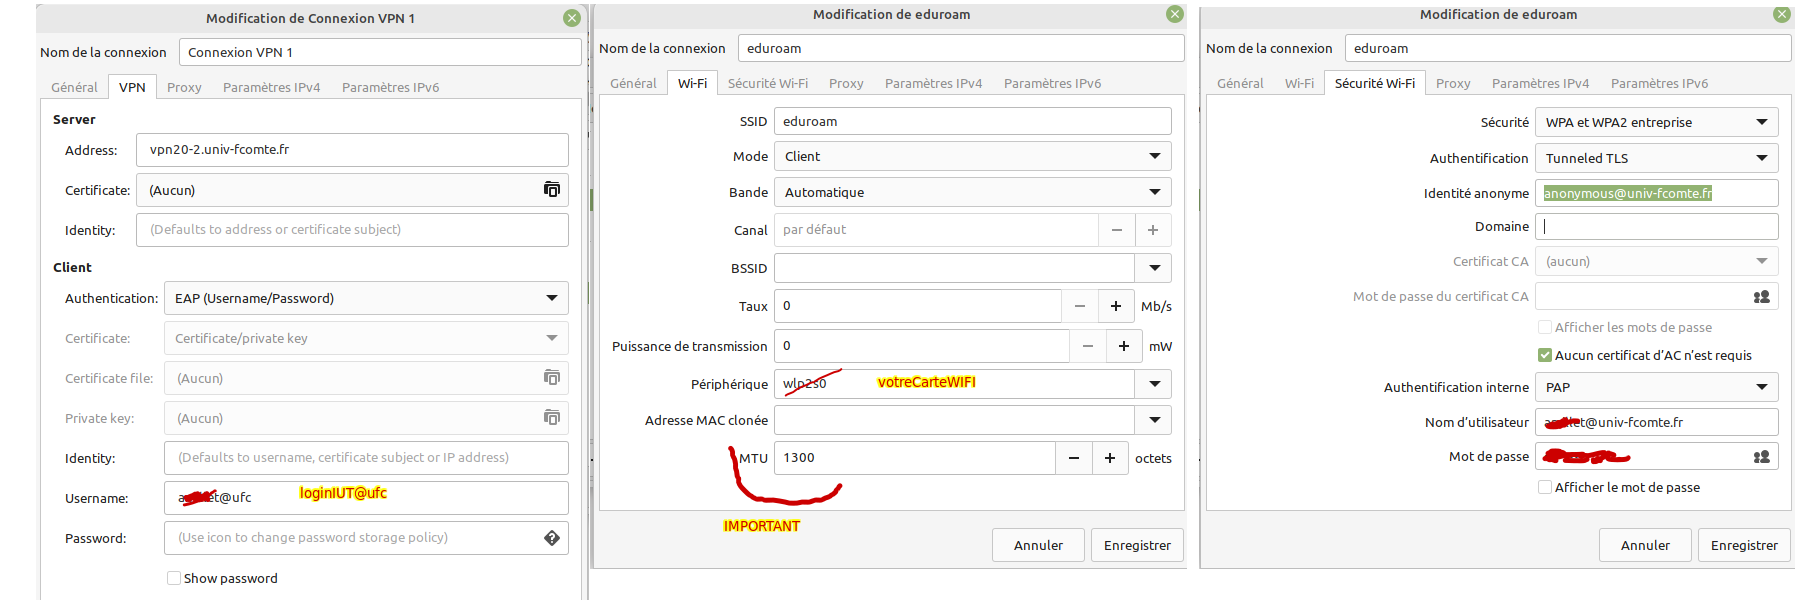 Modification de Connexion VPN 1
Nom de la connexion Connexion VPN 1
Général VPN Proxy Paramètres IPv4 Paramètres IPv6
Server
Address: vpn20-2.univ-fcomte.fr
Certificate: (Aucun)
Identity: (Defaults to address or certificate subject)
Client
Authentication: EAP (Username/Password)
Certificate: Certificate/private key
Certificate file: (Aucun)
Private key: (Aucun)
Identity: (Defaults to username, certificate subject or IP address)
Username: @ufc loginIUT@ufc
Password: (Use icon to change password storage policy)
Show password
Modification de eduroam
Nom de la connexion eduroam
Général Wi-Fi Sécurité Wi-Fi Proxy Paramètres IPv4 Paramètres IPv6
SSID eduroam
Mode Client
Bande Automatique
Canal par défaut
BSSID
Taux 0 Mb/s
Puissance de transmission 0 mW
Périphérique wlp2s0 votreCarteWIFI
Adresse MAC clonée
MTU 1300 octets
IMPORTANT
Annuler Enregistrer
Modification de eduroam
Nom de la connexion eduroam
Général Wi-Fi Sécurité Wi-Fi Proxy Paramètres IPv4 Paramètres IPv6
Sécurité WPA et WPA2 entreprise
Authentification Tunneled TLS
Identité anonyme anonymous@univ-fcomte.fr
Domaine
Certificat CA (aucun)
Mot de passe du certificat CA
Afficher les mots de passe
Aucun certificat d'AC n'est requis
Authentification interne PAP
Nom d'utilisateur @univ-fcomte.fr
Mot de passe
Afficher le mot de passe
Annuler Enregistrer